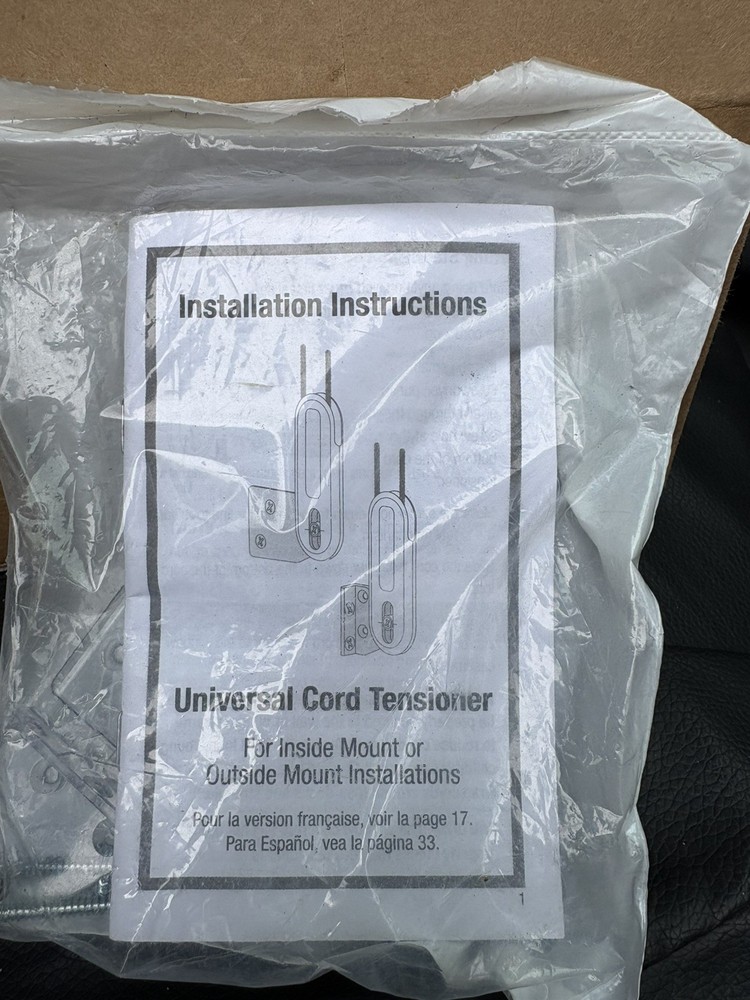 Installation Instructions
Universal Cord Tensioner
For Inside Mount or
Outside Mount Installations
Pour la version française, voir la page 17.
Para Español, vea la página 33.
1